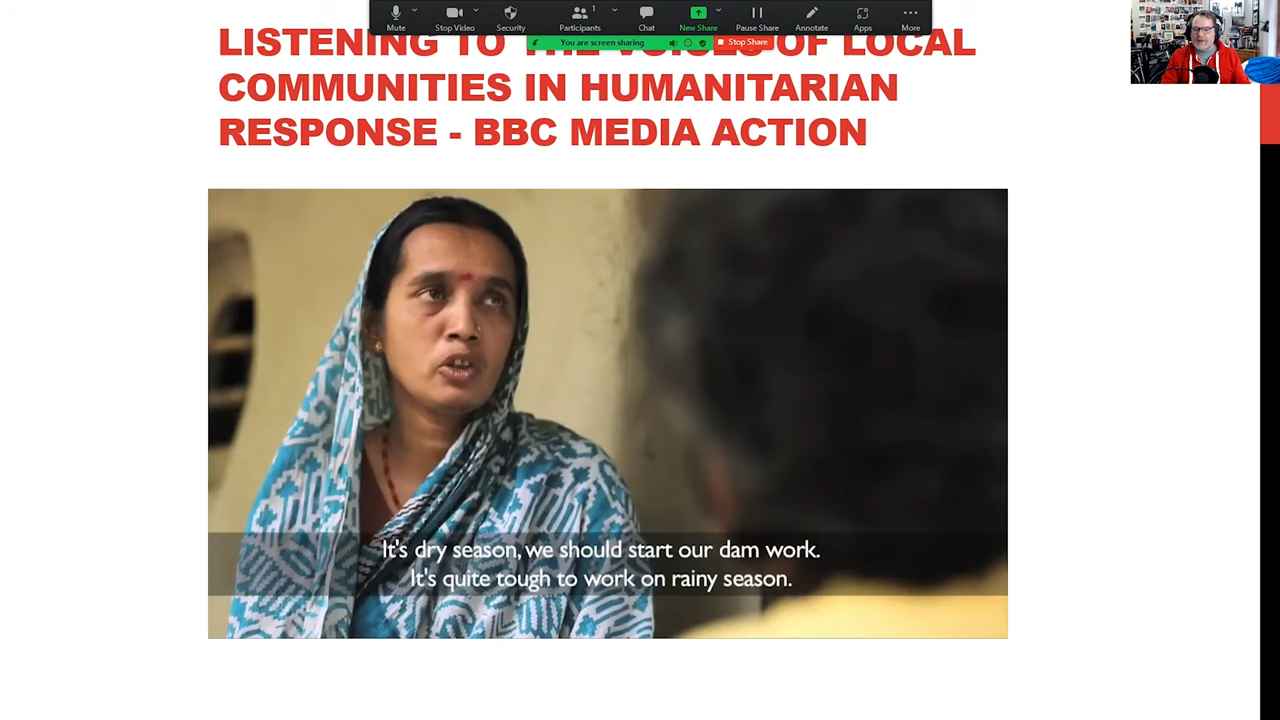 Mute
Stop Video
Security
1
Participants
Chat
New Share
Pause Share
Annotate
Apps
More
You are screen sharing
Stop Share
LISTENING TO THE VOICES OF LOCAL
COMMUNITIES IN HUMANITARIAN
RESPONSE - BBC MEDIA ACTION
It's dry season, we should start our dam work.
It's quite tough to work on rainy season.